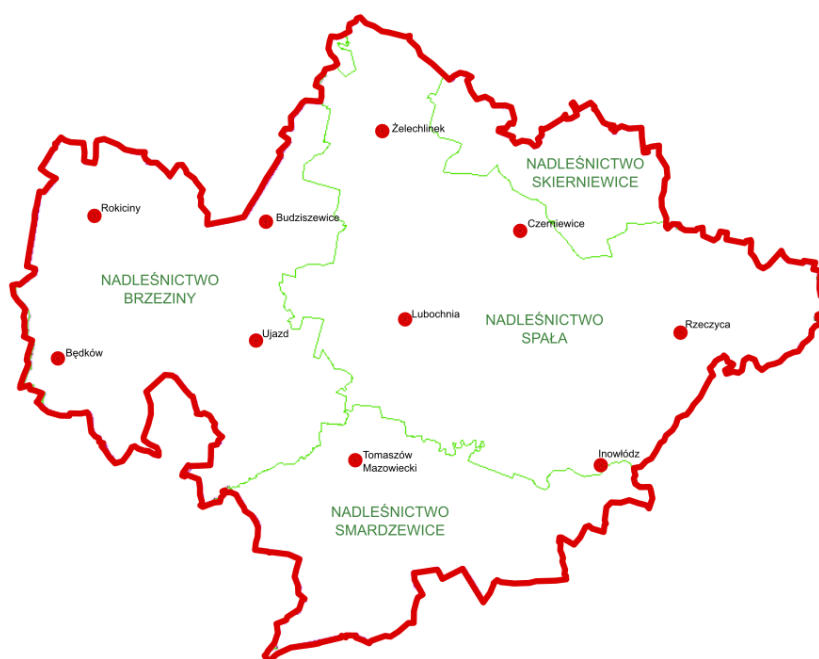 Żelechlinek
NADLEŚNICTWO
SKIERNIEWICE
Rokiciny
Budziszewice
Czerniewice
NADLEŚNICTWO
BRZEZINY
Lubochnia
NADLEŚNICTWO
SPAŁA
Rzeczyca
Ujazd
Będków
Tomaszów
Mazowiecki
Inowłódz
NADLEŚNICTWO
SMARDZEWICE